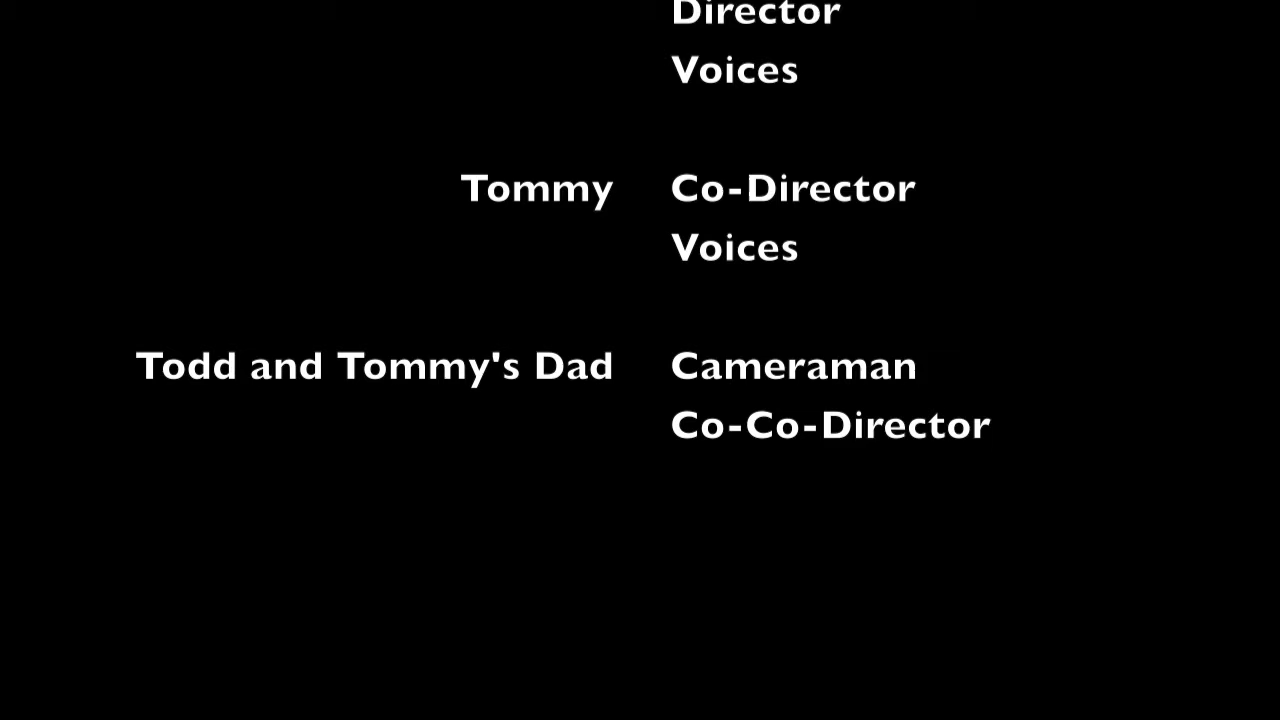 Director
Voices
Tommy Co-Director
Voices
Todd and Tommy's Dad Cameraman
Co-Co-Director